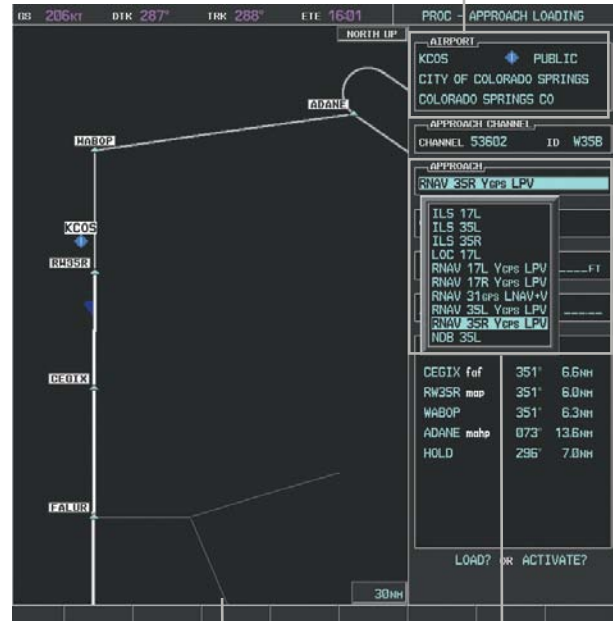 GS 206KT DTK 287° TRK 288° ETE 16:01 PROC - APPROACH LOADING
NORTH UP
ADANE
WABOP
KCOS
RW35R
CEGIX
FALUR
30NM
AIRPORT
KCOS PUBLIC
CITY OF COLORADO SPRINGS
COLORADO SPRINGS CO
APPROACH CHANNEL
CHANNEL 53602 ID W35B
APPROACH
RNAV 35R YGPS LPV
ILS 17L
ILS 35L
ILS 35R
LOC 17L
RNAV 17L YGPS LPV
RNAV 17R YGPS LPV
RNAV 31GPS LNAV+V
RNAV 35L YGPS LPV
RNAV 35R YGPS LPV
NDB 35L
____FT
_____
CEGIX faf 351° 6.6NM
RW35R map 351° 6.0NM
WABOP 351° 6.3NM
ADANE mahp 073° 13.6NM
HOLD 296° 7.0NM
LOAD? OR ACTIVATE?